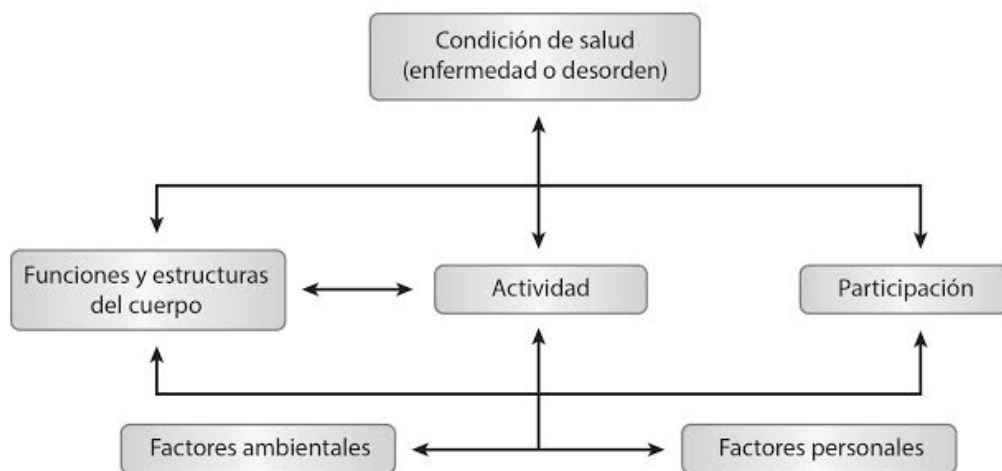 Condición de salud
(enfermedad o desorden)
Funciones y estructuras
del cuerpo
Actividad
Participación
Factores ambientales
Factores personales